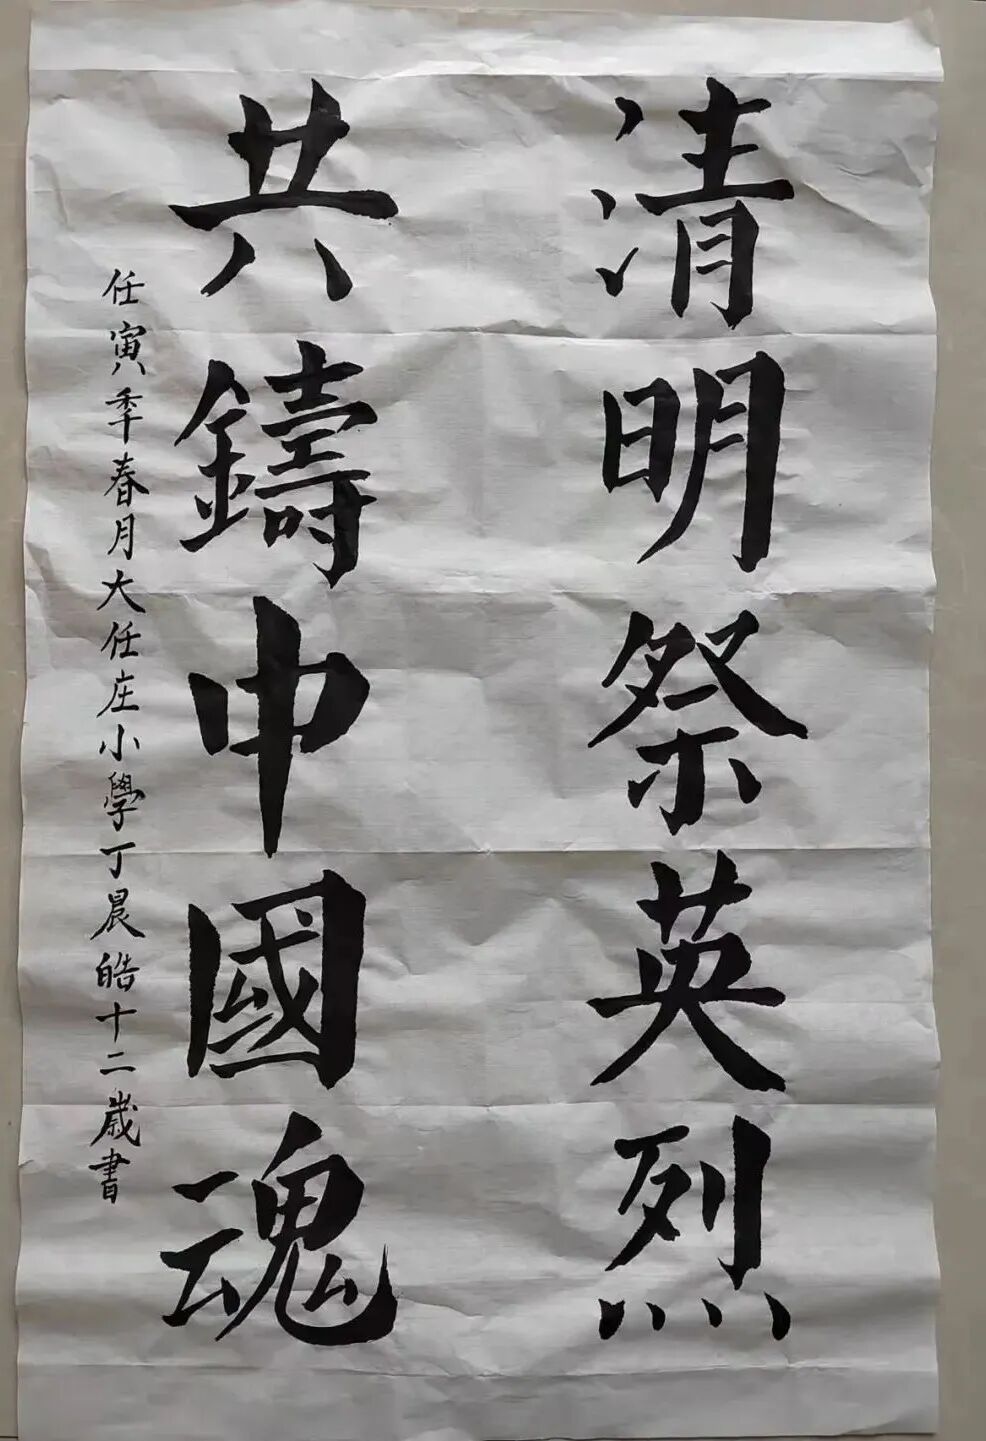 清明祭英烈
共鑄中國魂
任寅季春月大任庄小學丁晨皓十二歲書